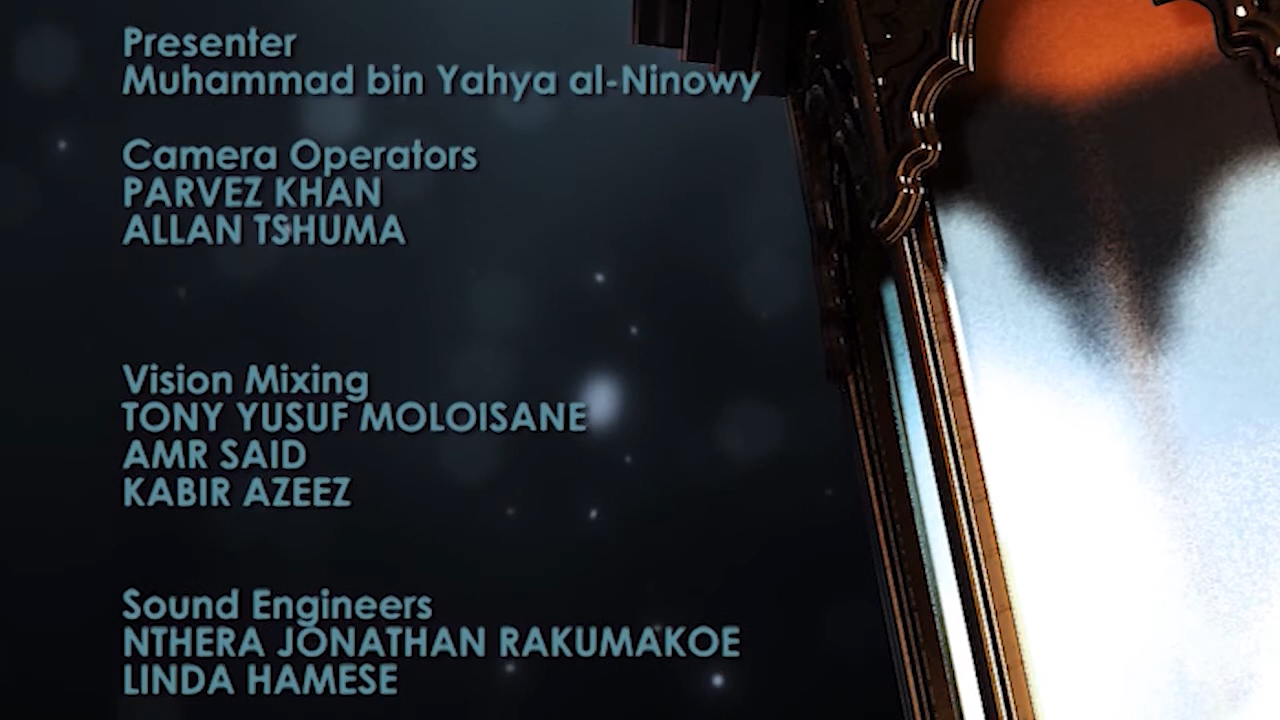 Presenter
Muhammad bin Yahya al-Ninowy
Camera Operators
PARVEZ KHAN
ALLAN TSHUMA
Vision Mixing
TONY YUSUF MOLOISANE
AMR SAID
KABIR AZEEZ
Sound Engineers
NTHERA JONATHAN RAKUMAKOE
LINDA HAMESE